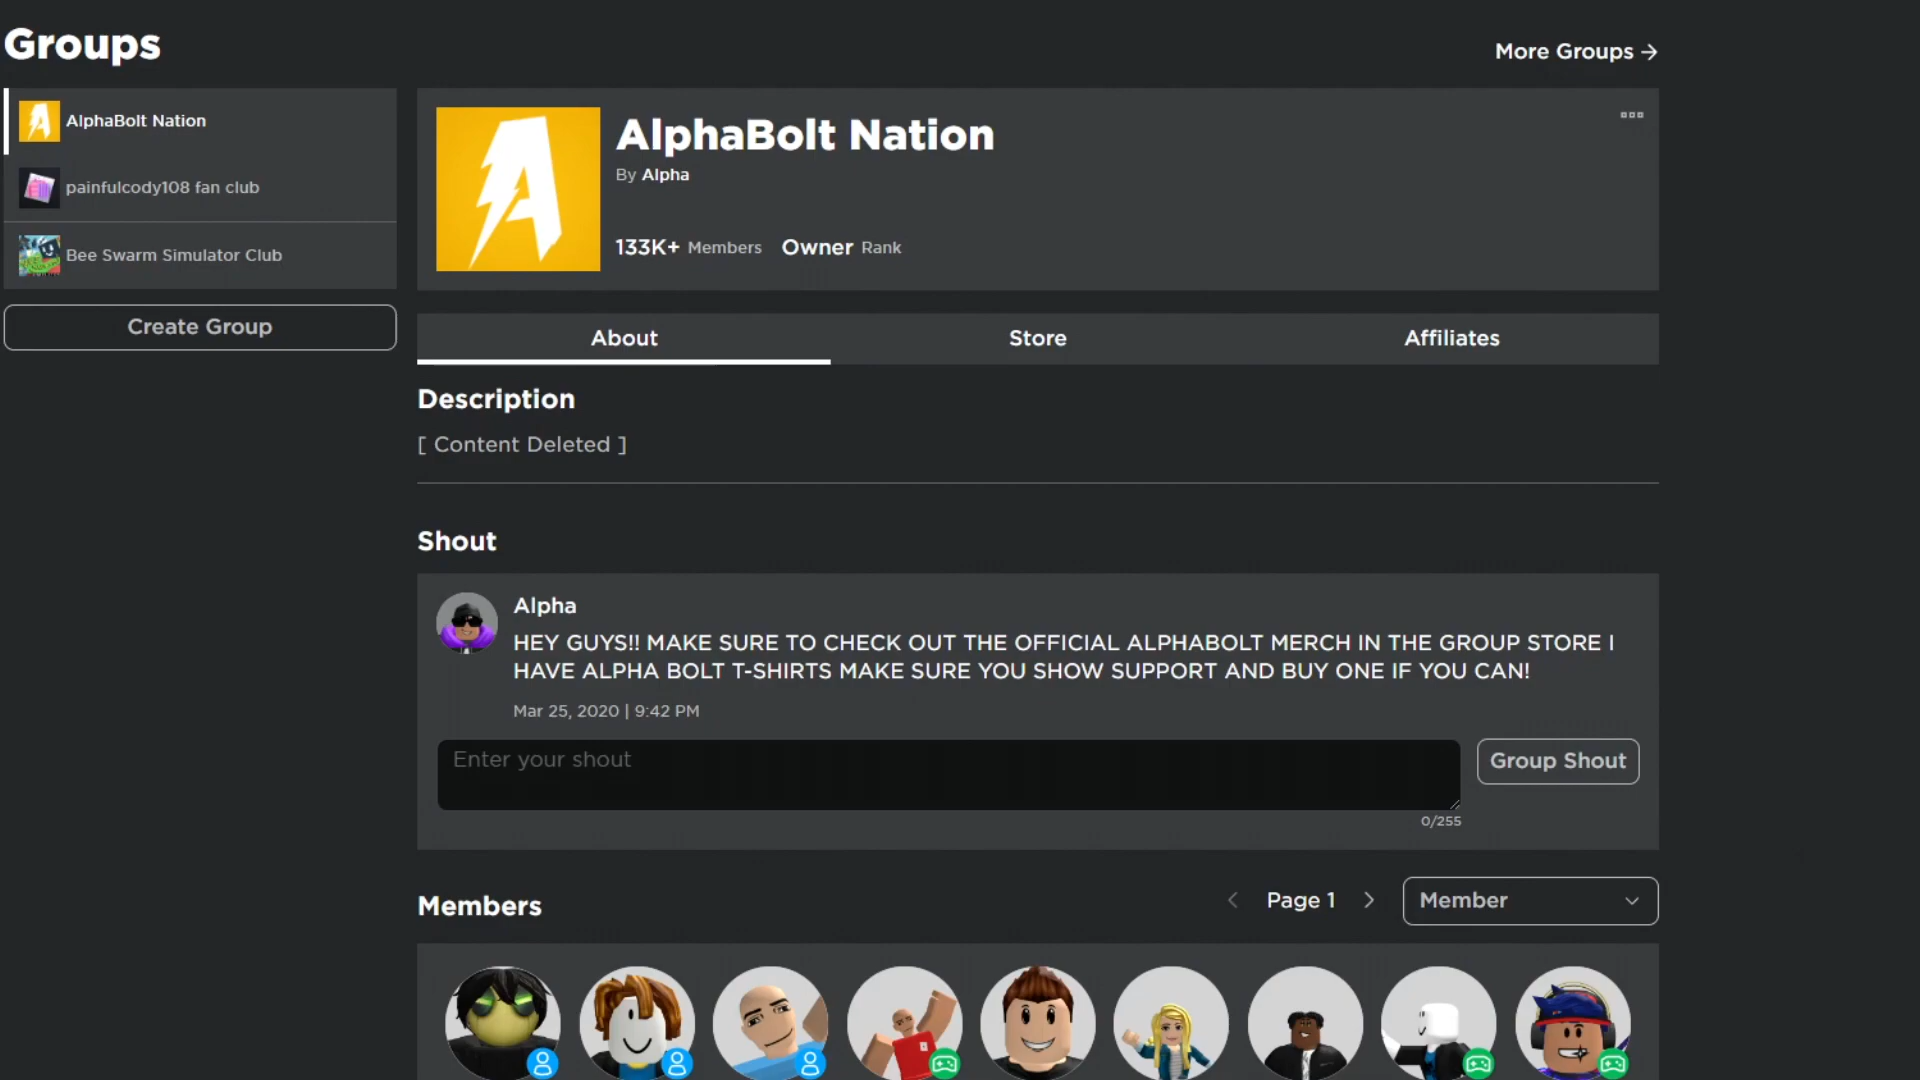 Groups
More Groups →
AlphaBolt Nation
painfulcody108 fan club
Bee Swarm Simulator Club
Create Group
AlphaBolt Nation
By Alpha
133K+ Members Owner Rank
About Store Affiliates
Description
[ Content Deleted ]
Shout
Alpha
HEY GUYS!! MAKE SURE TO CHECK OUT THE OFFICIAL ALPHABOLT MERCH IN THE GROUP STORE I
HAVE ALPHA BOLT T-SHIRTS MAKE SURE YOU SHOW SUPPORT AND BUY ONE IF YOU CAN!
Mar 25, 2020 | 9:42 PM
Enter your shout
Group Shout
0/255
Members
Page 1
Member